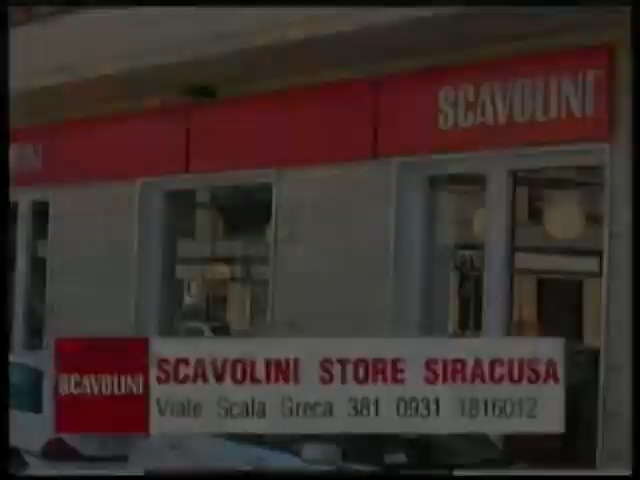 SCAVOLINI
SCAVOLINI
SCAVOLINI STORE SIRACUSA
Viale Scala Greca 381 0931 1816012